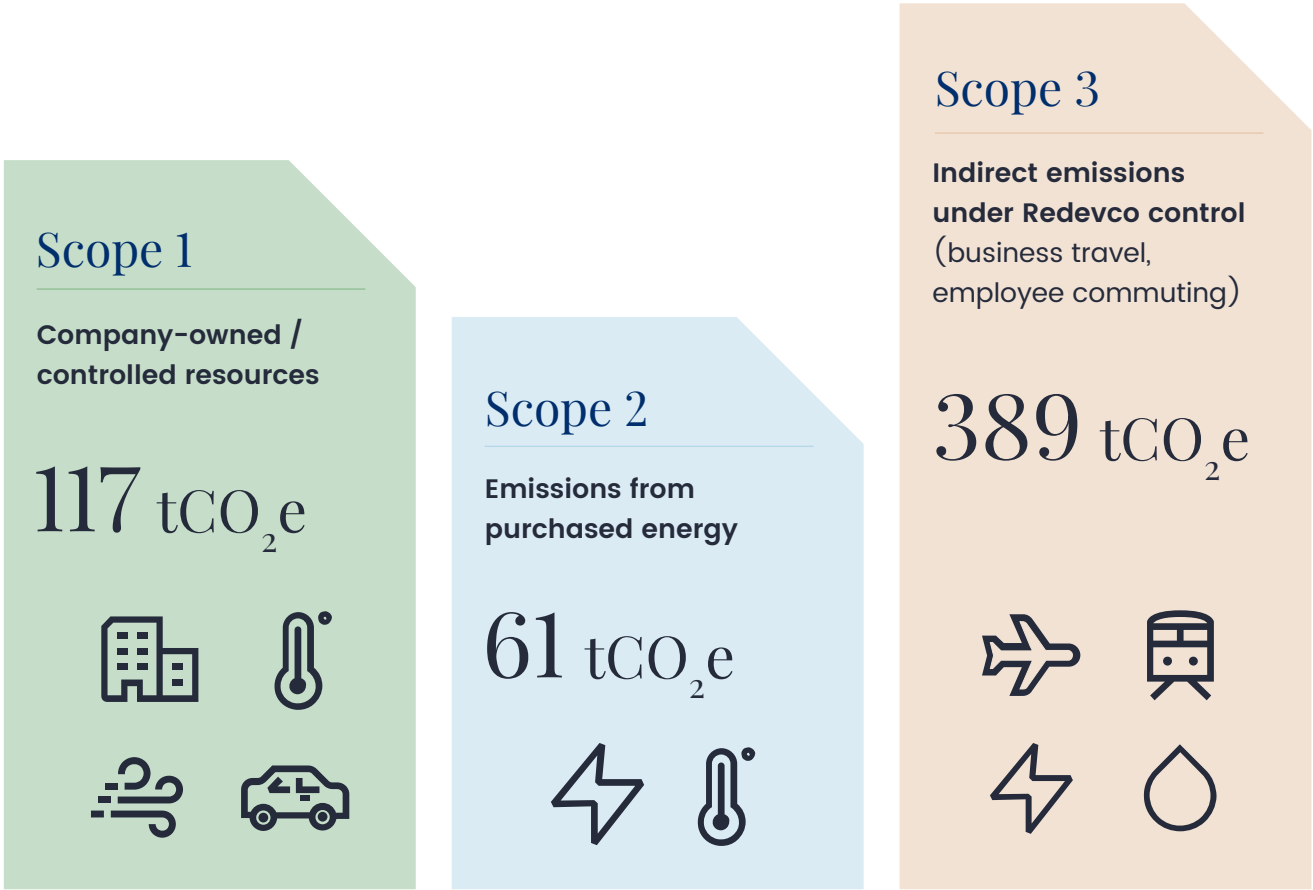 Scope 1
Company-owned /
controlled resources
117 tCO₂e
Scope 2
Emissions from
purchased energy
61 tCO₂e
Scope 3
Indirect emissions
under Redevco control
(business travel,
employee commuting)
389 tCO₂e